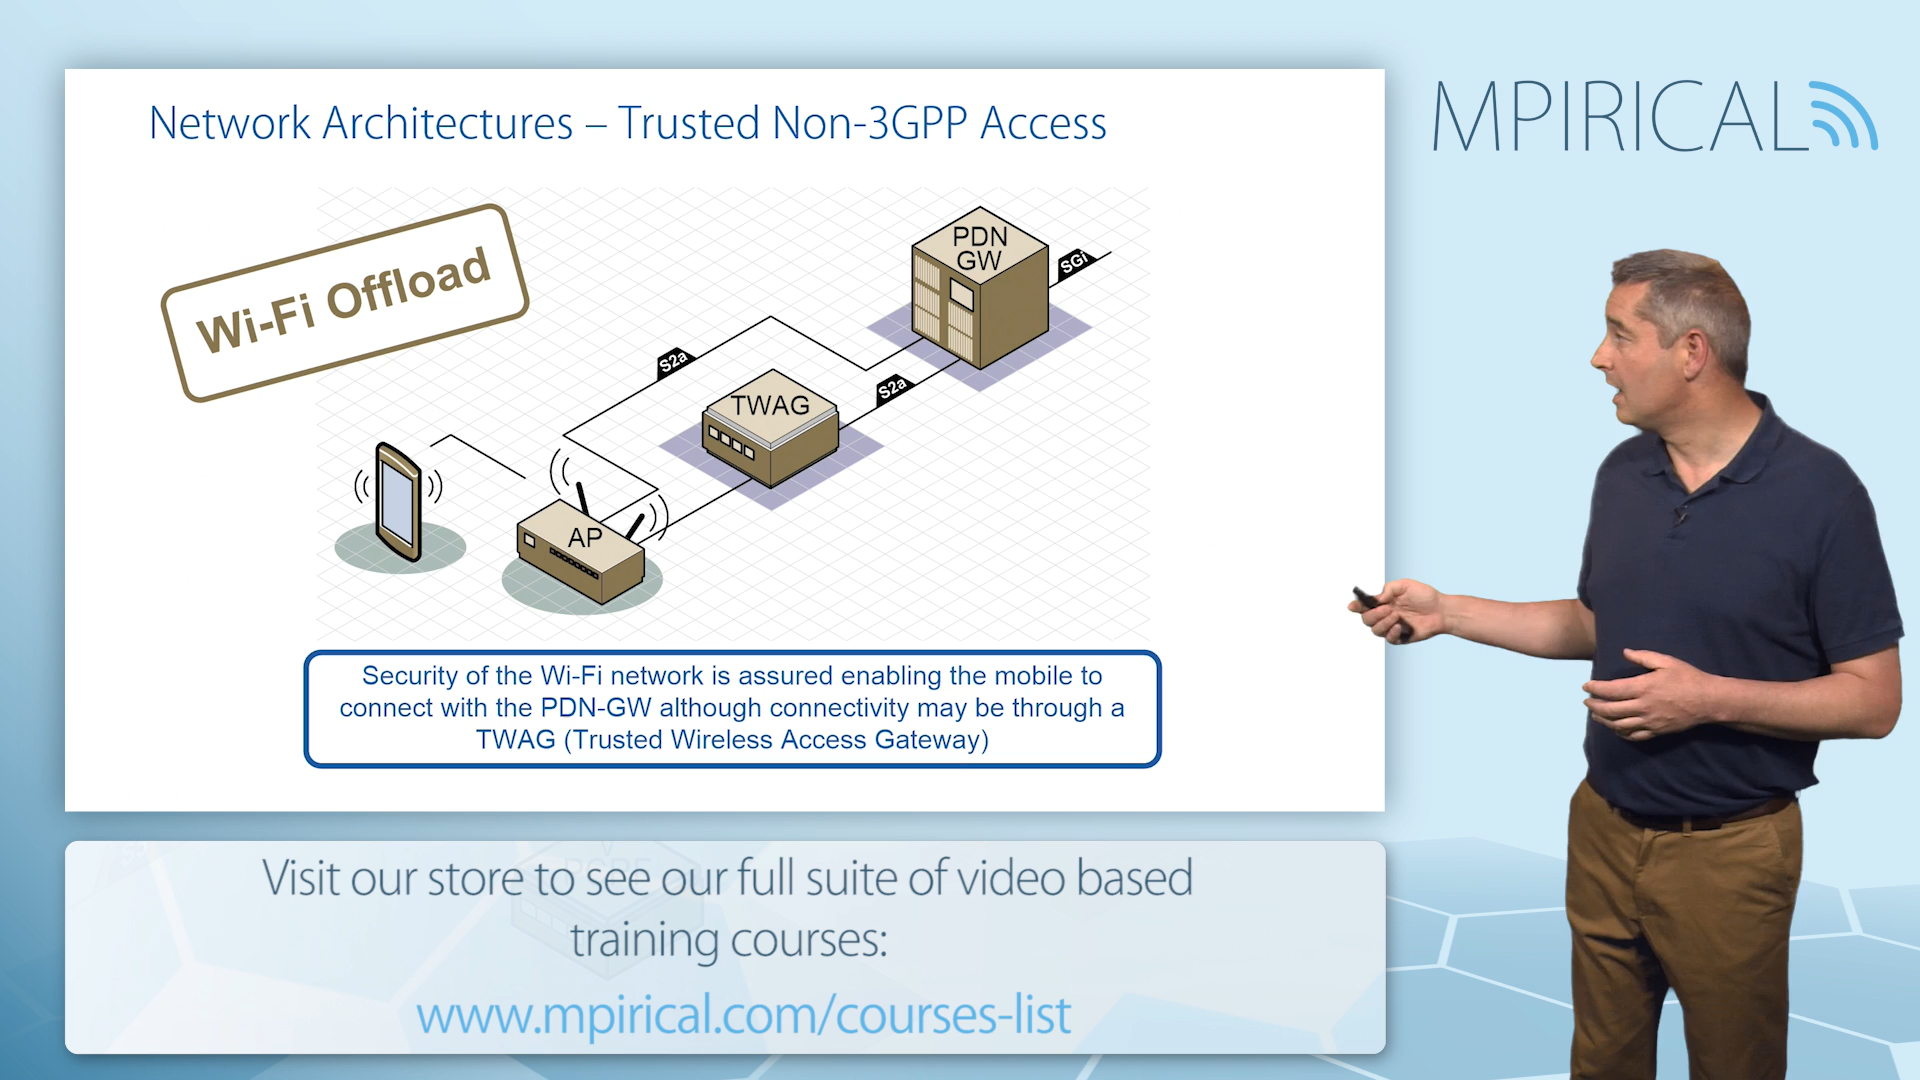 Network Architectures – Trusted Non-3GPP Access
MPIRICAL
Wi-Fi Offload
PDN
GW
SGi
S2a
S2a
TWAG
AP
Security of the Wi-Fi network is assured enabling the mobile to
connect with the PDN-GW although connectivity may be through a
TWAG (Trusted Wireless Access Gateway)
Visit our store to see our full suite of video based
training courses:
www.mpirical.com/courses-list